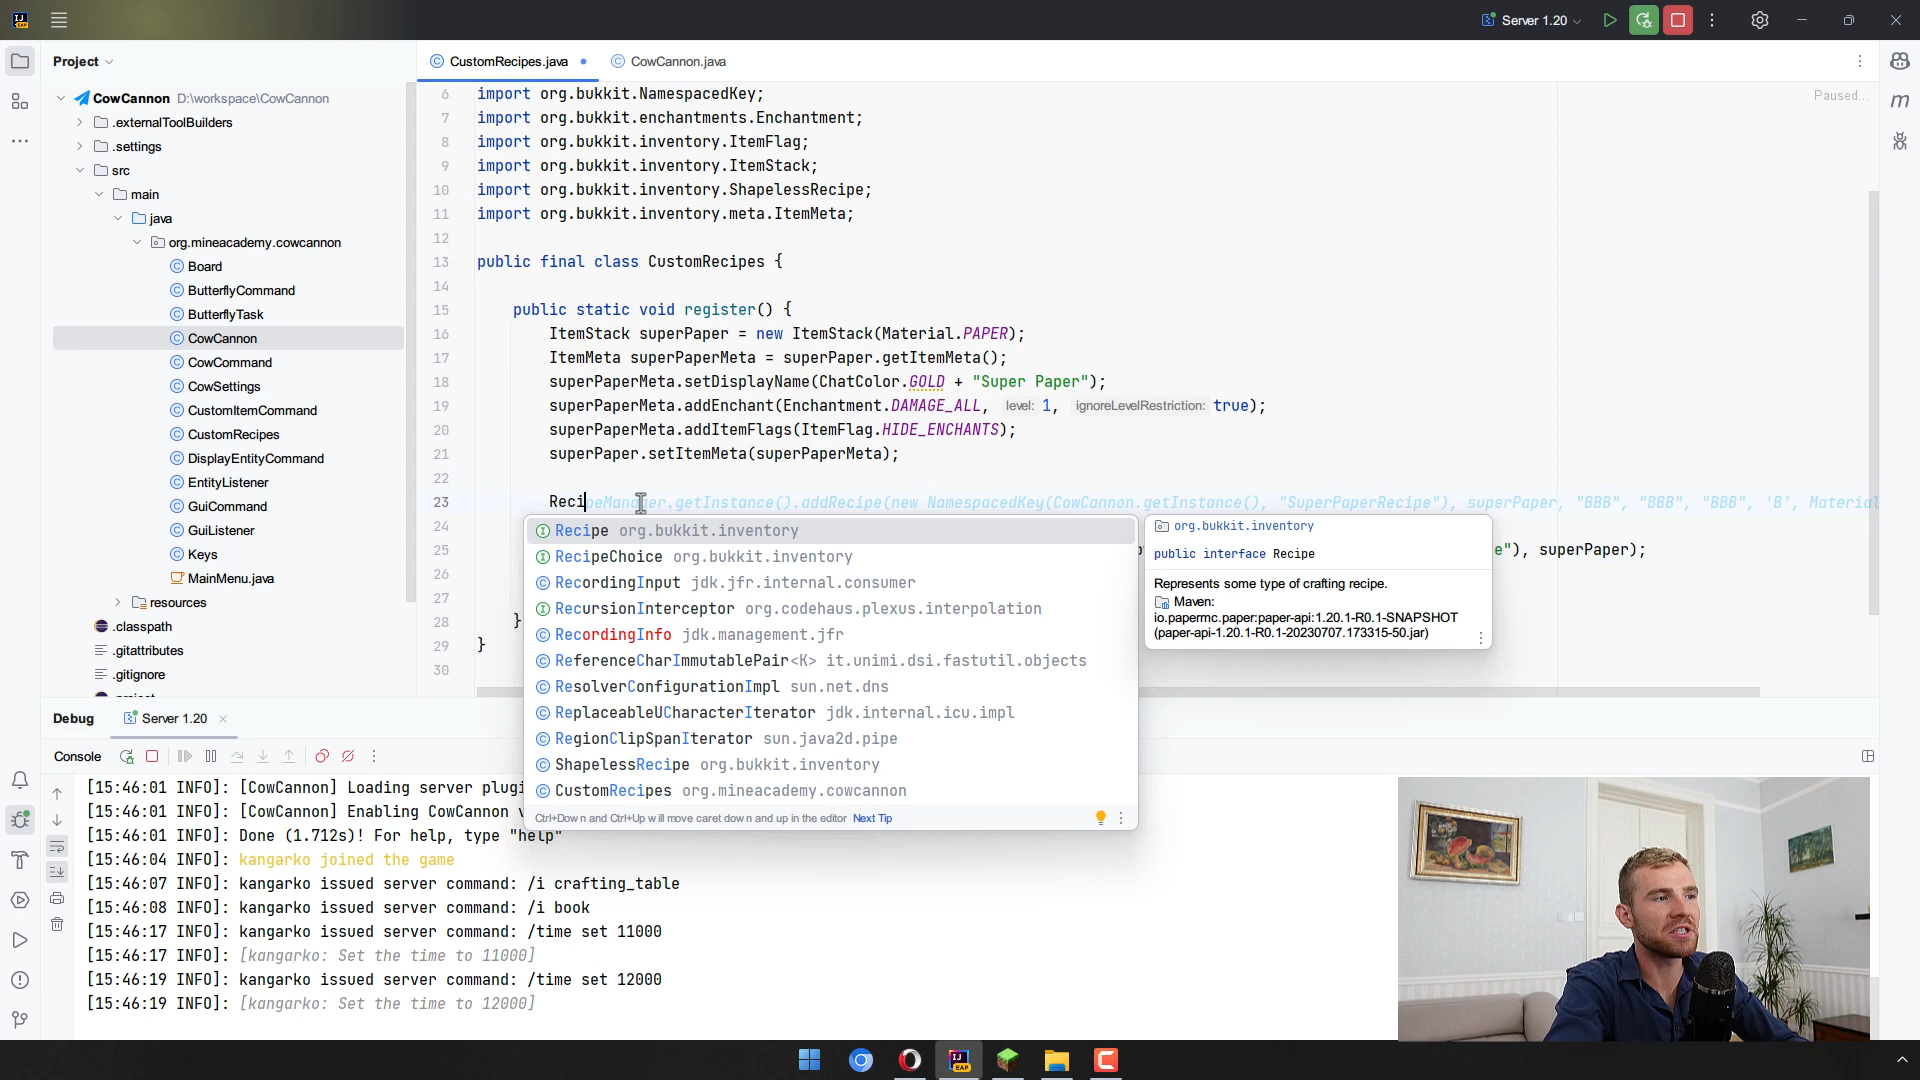 Server 1.20
Project
CustomRecipes.java
CowCannon.java
CowCannon D:\workspace\CowCannon
.externalToolBuilders
.settings
src
main
java
org.mineacademy.cowcannon
Board
ButterflyCommand
ButterflyTask
CowCannon
CowCommand
CowSettings
CustomItemCommand
CustomRecipes
DisplayEntityCommand
EntityListener
GuiCommand
GuiListener
Keys
MainMenu.java
resources
.classpath
.gitattributes
.gitignore
Paused...
6 import org.bukkit.NamespacedKey;
7 import org.bukkit.enchantments.Enchantment;
8 import org.bukkit.inventory.ItemFlag;
9 import org.bukkit.inventory.ItemStack;
10 import org.bukkit.inventory.ShapelessRecipe;
11 import org.bukkit.inventory.meta.ItemMeta;
12
13 public final class CustomRecipes {
14
15 public static void register() {
16 ItemStack superPaper = new ItemStack(Material.PAPER);
17 ItemMeta superPaperMeta = superPaper.getItemMeta();
18 superPaperMeta.setDisplayName(ChatColor.GOLD + "Super Paper");
19 superPaperMeta.addEnchant(Enchantment.DAMAGE_ALL, level: 1, ignoreLevelRestriction: true);
20 superPaperMeta.addItemFlags(ItemFlag.HIDE_ENCHANTS);
21 superPaper.setItemMeta(superPaperMeta);
22
23 RecipeManager.getInstance().addRecipe(new NamespacedKey(CowCannon.getInstance(), "SuperPaperRecipe"), superPaper, "BBB", "BBB", "BBB", 'B', Material
24
25 e"), superPaper);
26
27
28 }
29 }
30
Recipe org.bukkit.inventory
RecipeChoice org.bukkit.inventory
RecordingInput jdk.jfr.internal.consumer
RecursionInterceptor org.codehaus.plexus.interpolation
RecordingInfo jdk.management.jfr
ReferenceCharImmutablePair<K> it.unimi.dsi.fastutil.objects
ResolverConfigurationImpl sun.net.dns
ReplaceableUCharacterIterator jdk.internal.icu.impl
RegionClipSpanIterator sun.java2d.pipe
ShapelessRecipe org.bukkit.inventory
CustomRecipes org.mineacademy.cowcannon
Ctrl+Down and Ctrl+Up will move caret down and up in the editor Next Tip
org.bukkit.inventory
public interface Recipe
Represents some type of crafting recipe.
Maven:
io.papermc.paper:paper-api:1.20.1-R0.1-SNAPSHOT
(paper-api-1.20.1-R0.1-20230707.173315-50.jar)
Debug
Server 1.20
Console
[15:46:01 INFO]: [CowCannon] Loading server plugi
[15:46:01 INFO]: [CowCannon] Enabling CowCannon v
[15:46:01 INFO]: Done (1.712s)! For help, type "help"
[15:46:04 INFO]: kangarko joined the game
[15:46:07 INFO]: kangarko issued server command: /i crafting_table
[15:46:08 INFO]: kangarko issued server command: /i book
[15:46:17 INFO]: kangarko issued server command: /time set 11000
[15:46:17 INFO]: [kangarko: Set the time to 11000]
[15:46:19 INFO]: kangarko issued server command: /time set 12000
[15:46:19 INFO]: [kangarko: Set the time to 12000]